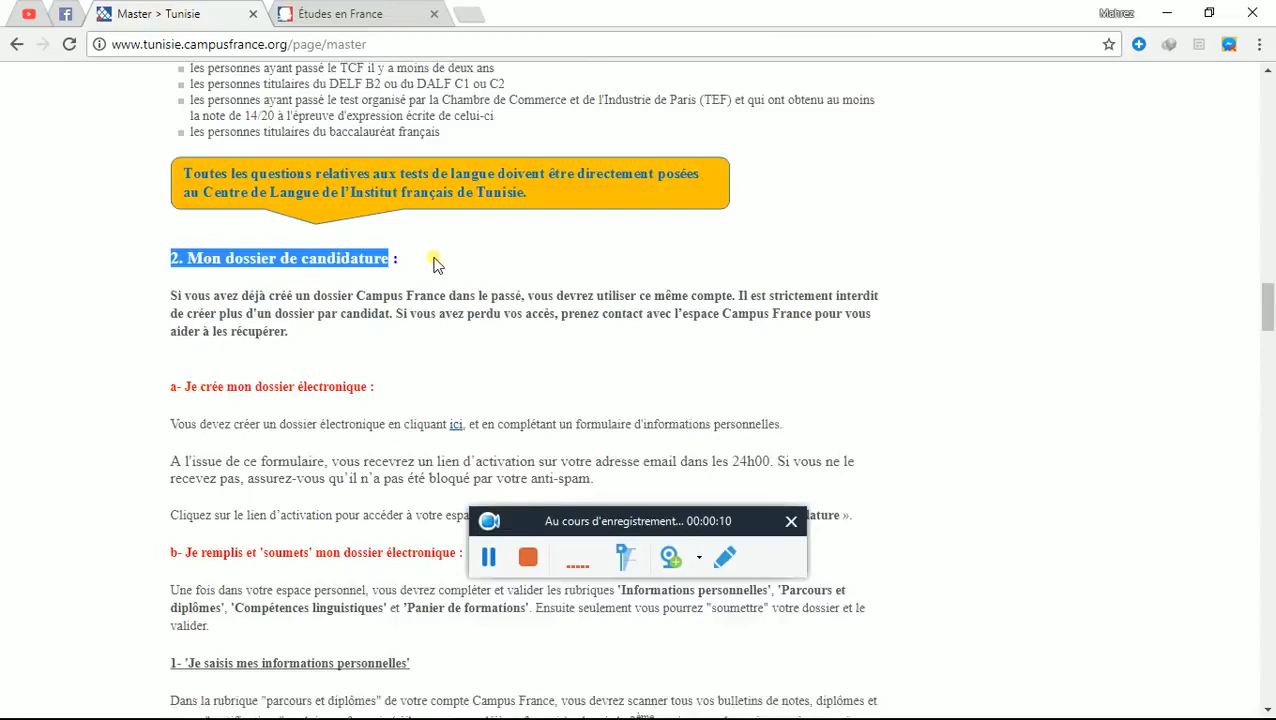 Master > Tunisie
Études en France
Mahrez
www.tunisie.campusfrance.org/page/master
les personnes ayant passé le TCF il y a moins de deux ans
les personnes titulaires du DELF B2 ou du DALF C1 ou C2
les personnes ayant passé le test organisé par la Chambre de Commerce et de l'Industrie de Paris (TEF) et qui ont obtenu au moins
la note de 14/20 à l'épreuve d'expression écrite de celui-ci
les personnes titulaires du baccalauréat français
Toutes les questions relatives aux tests de langue doivent être directement posées
au Centre de Langue de l’Institut français de Tunisie.
2. Mon dossier de candidature :
Si vous avez déjà créé un dossier Campus France dans le passé, vous devrez utiliser ce même compte. Il est strictement interdit
de créer plus d'un dossier par candidat. Si vous avez perdu vos accès, prenez contact avec l’espace Campus France pour vous
aider à les récupérer.
a- Je crée mon dossier électronique :
Vous devez créer un dossier électronique en cliquant ici, et en complétant un formulaire d'informations personnelles.
A l'issue de ce formulaire, vous recevrez un lien d’activation sur votre adresse email dans les 24h00. Si vous ne le
recevez pas, assurez-vous qu’il n’a pas été bloqué par votre anti-spam.
Cliquez sur le lien d’activation pour accéder à votre espa
ature ».
Au cours d'enregistrement... 00:00:10
b- Je remplis et 'soumets' mon dossier électronique :
Une fois dans votre espace personnel, vous devrez compléter et valider les rubriques 'Informations personnelles', 'Parcours et
diplômes', 'Compétences linguistiques' et 'Panier de formations'. Ensuite seulement vous pourrez "soumettre" votre dossier et le
valider.
1- 'Je saisis mes informations personnelles'
Dans la rubrique "parcours et diplômes" de votre compte Campus France, vous devrez scanner tous vos bulletins de notes, diplômes et